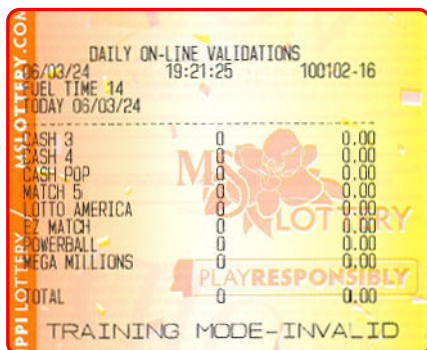 DAILY ON-LINE VALIDATIONS
06/03/24 19:21:25 100102-16
FUEL TIME 14
TODAY 06/03/24
CASH 3 0 0.00
CASH 4 0 0.00
CASH POP 0 0.00
MATCH 5 0 0.00
LOTTO AMERICA 0 0.00
EZ MATCH 0 0.00
POWERBALL 0 0.00
MEGA MILLIONS 0 0.00
TOTAL 0 0.00
TRAINING MODE-INVALID
MS LOTTERY
PLAYRESPONSIBLY
PPI LOTTERY / MSLOTTERY.COM